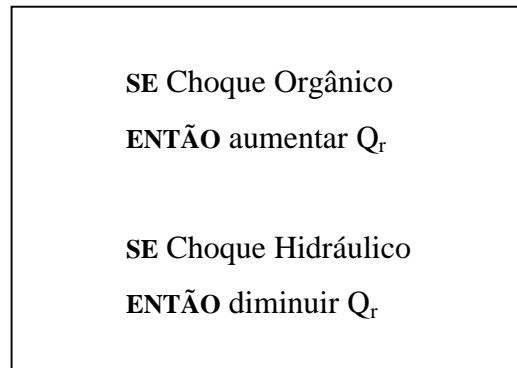 SE Choque Orgânico
ENTÃO aumentar Qr
SE Choque Hidráulico
ENTÃO diminuir Qr